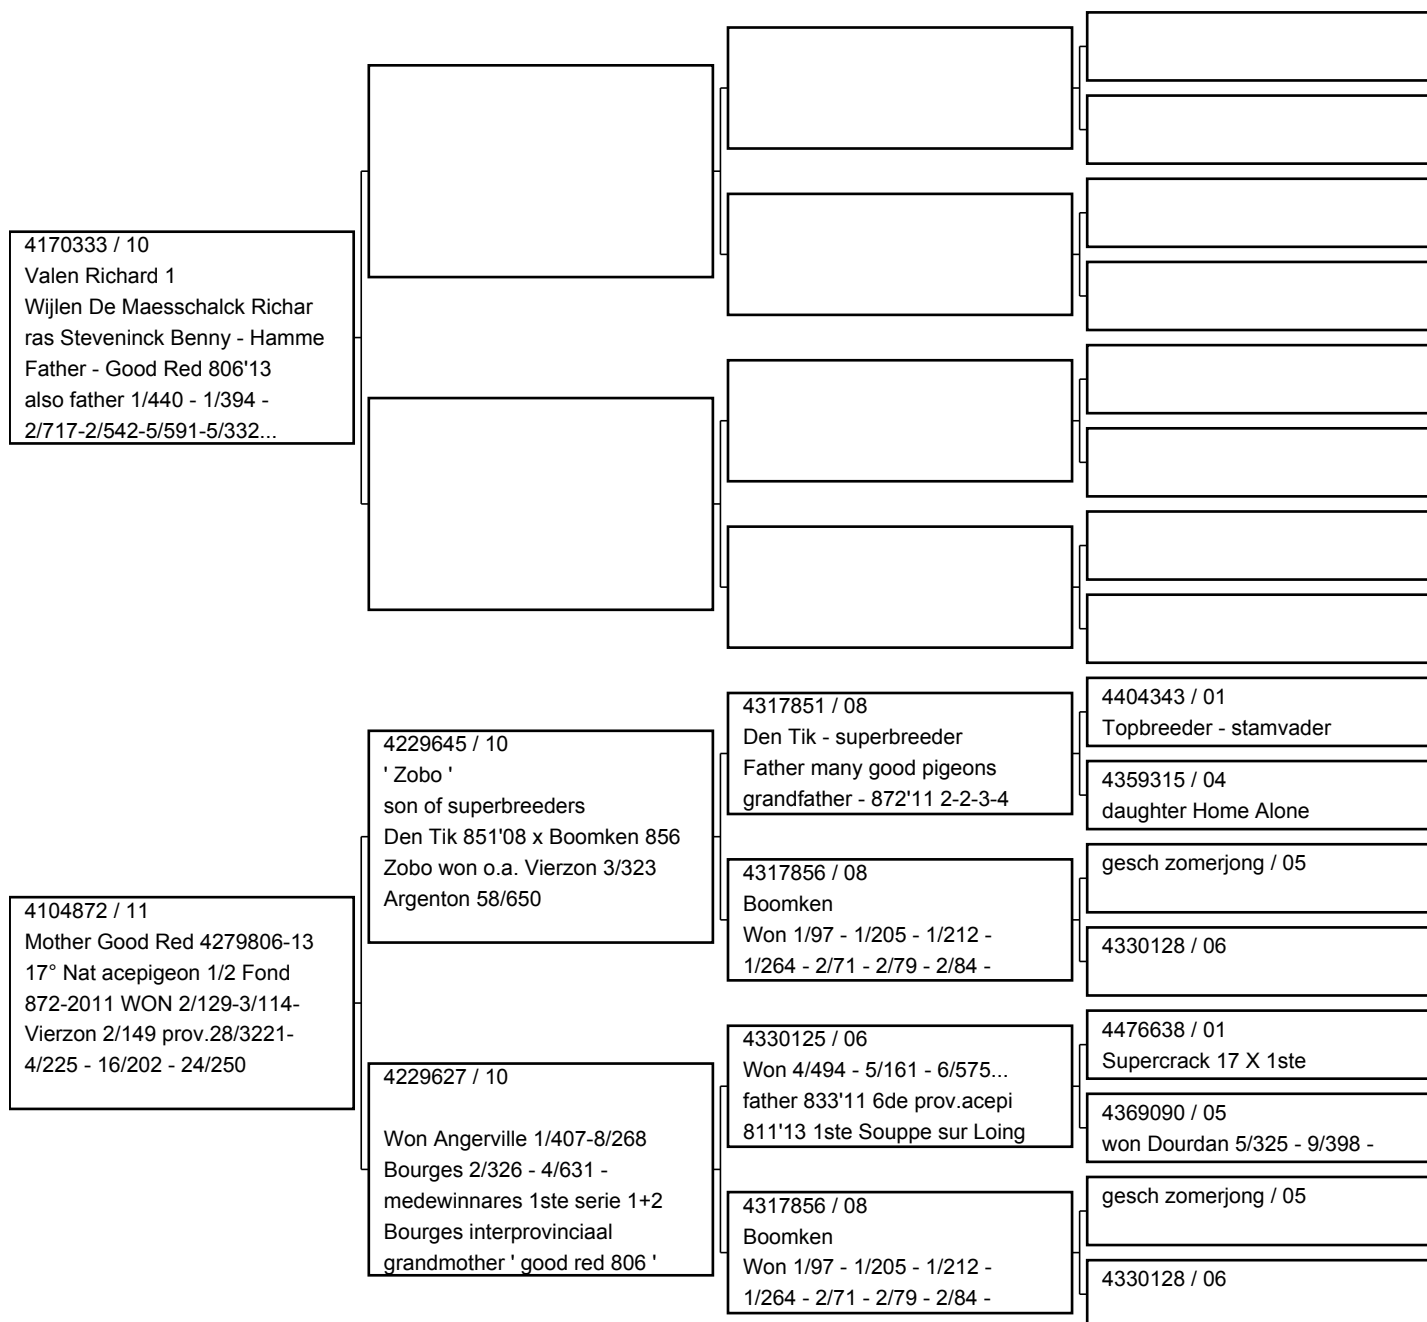 4170333 / 10
Valen Richard 1
Wijlen De Maesschalck Richar
ras Steveninck Benny - Hamme
Father - Good Red 806'13
also father 1/440 - 1/394 -
2/717-2/542-5/591-5/332...
4104872 / 11
Mother Good Red 4279806-13
17° Nat acepigeon 1/2 Fond
872-2011 WON 2/129-3/114-
Vierzon 2/149 prov.28/3221-
4/225 - 16/202 - 24/250
4229645 / 10
' Zobo '
son of superbreeders
Den Tik 851'08 x Boomken 856
Zobo won o.a. Vierzon 3/323
Argenton 58/650
4229627 / 10
Won Angerville 1/407-8/268
Bourges 2/326 - 4/631 -
medewinnares 1ste serie 1+2
Bourges interprovinciaal
grandmother ' good red 806 '
4317851 / 08
Den Tik - superbreeder
Father many good pigeons
grandfather - 872'11 2-2-3-4
4317856 / 08
Boomken
Won 1/97 - 1/205 - 1/212 -
1/264 - 2/71 - 2/79 - 2/84 -
4330125 / 06
Won 4/494 - 5/161 - 6/575...
father 833'11 6de prov.acepi
811'13 1ste Souppe sur Loing
4317856 / 08
Boomken
Won 1/97 - 1/205 - 1/212 -
1/264 - 2/71 - 2/79 - 2/84 -
4404343 / 01
Topbreeder - stamvader
4359315 / 04
daughter Home Alone
gesch zomerjong / 05
4330128 / 06
4476638 / 01
Supercrack 17 X 1ste
4369090 / 05
won Dourdan 5/325 - 9/398 -
gesch zomerjong / 05
4330128 / 06